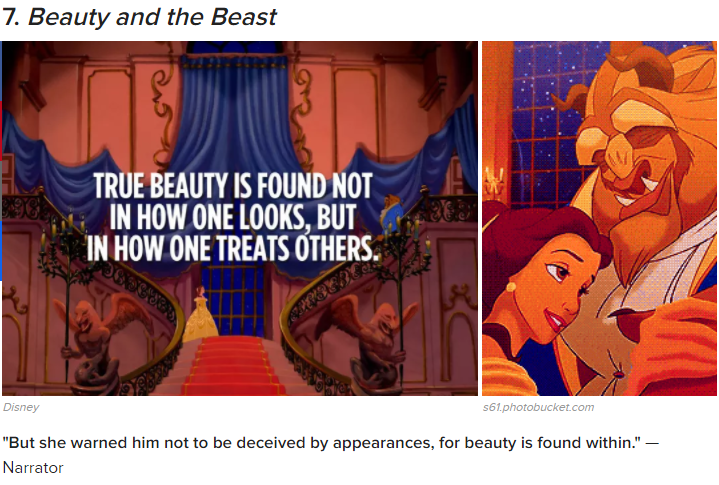 7. Beauty and the Beast
TRUE BEAUTY IS FOUND NOT
IN HOW ONE LOOKS, BUT
IN HOW ONE TREATS OTHERS.
Disney
s61.photobucket.com
"But she warned him not to be deceived by appearances, for beauty is found within." —
Narrator